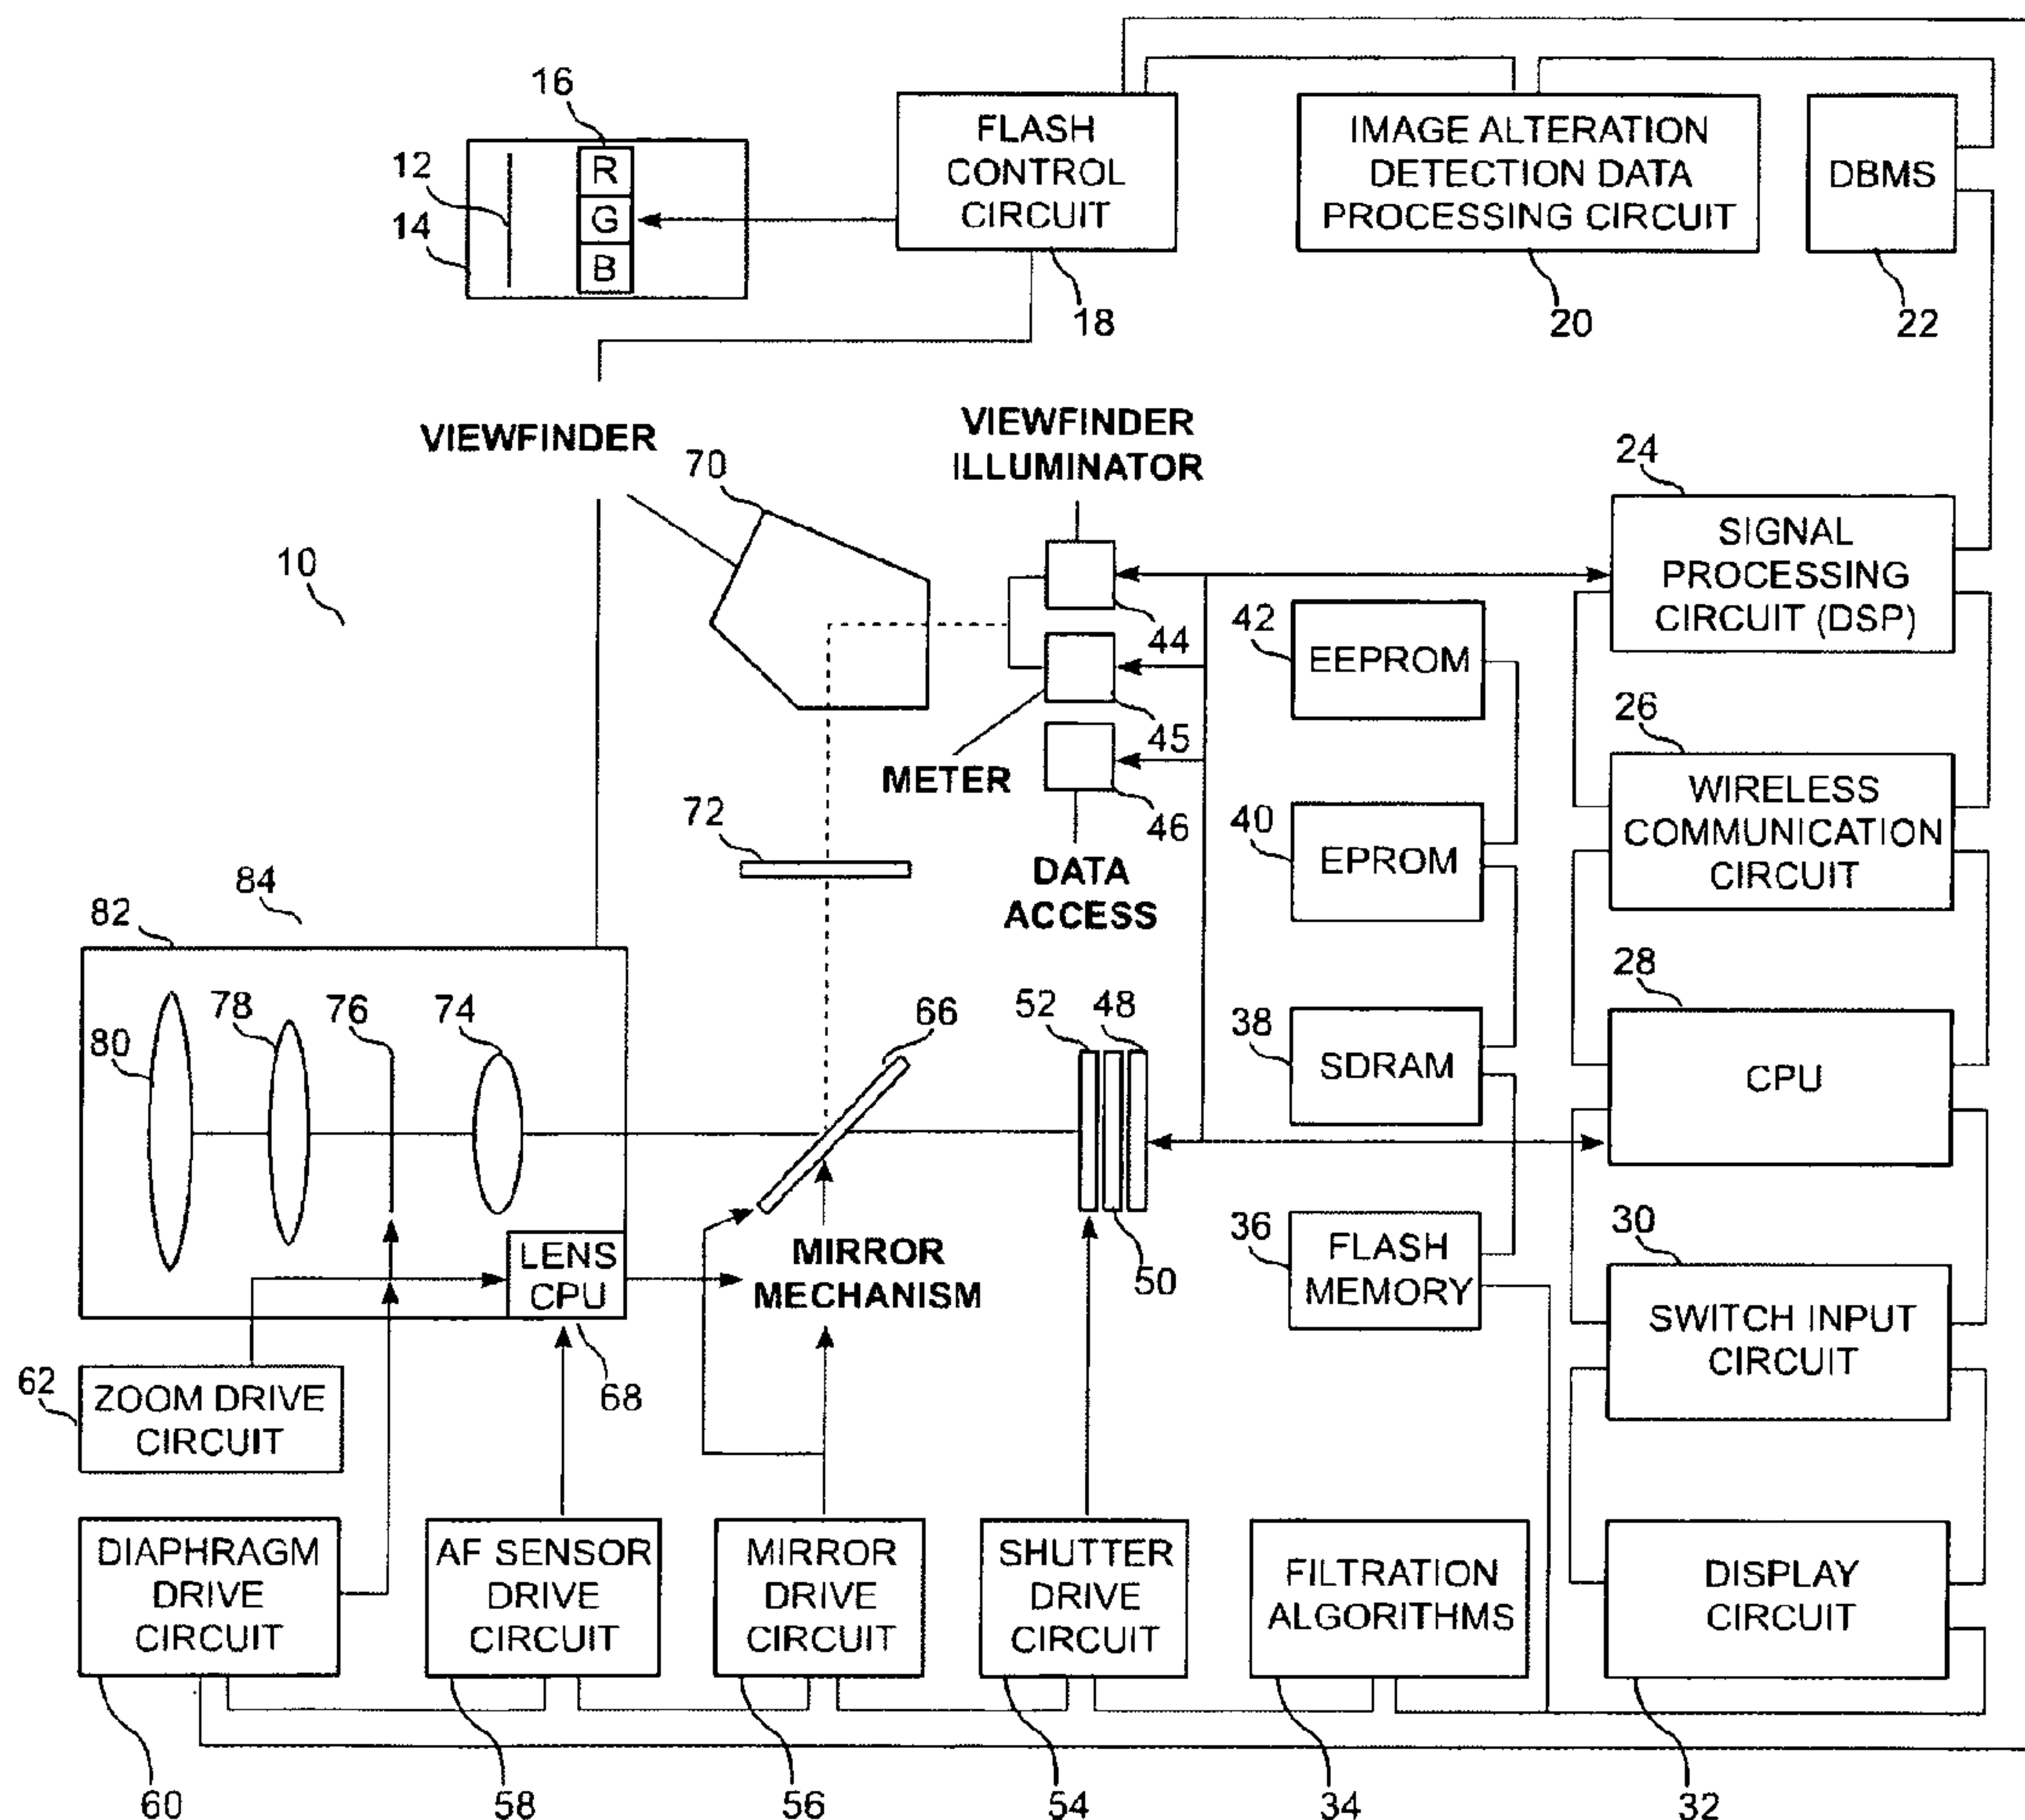 16
R
G
B
12
14
FLASH
CONTROL
CIRCUIT
18
IMAGE ALTERATION
DETECTION DATA
PROCESSING CIRCUIT
20
DBMS
22
VIEWFINDER
70
VIEWFINDER
ILLUMINATOR
44
45
46
METER
DATA
ACCESS
10
72
24
SIGNAL
PROCESSING
CIRCUIT (DSP)
42
EEPROM
26
WIRELESS
COMMUNICATION
CIRCUIT
40
EPROM
84
82
80
78
76
74
66
52
48
50
38
SDRAM
28
CPU
LENS
CPU
68
MIRROR
MECHANISM
36
FLASH
MEMORY
30
SWITCH INPUT
CIRCUIT
62
ZOOM DRIVE
CIRCUIT
DIAPHRAGM
DRIVE
CIRCUIT
60
AF SENSOR
DRIVE
CIRCUIT
58
MIRROR
DRIVE
CIRCUIT
56
SHUTTER
DRIVE
CIRCUIT
54
FILTRATION
ALGORITHMS
34
DISPLAY
CIRCUIT
32